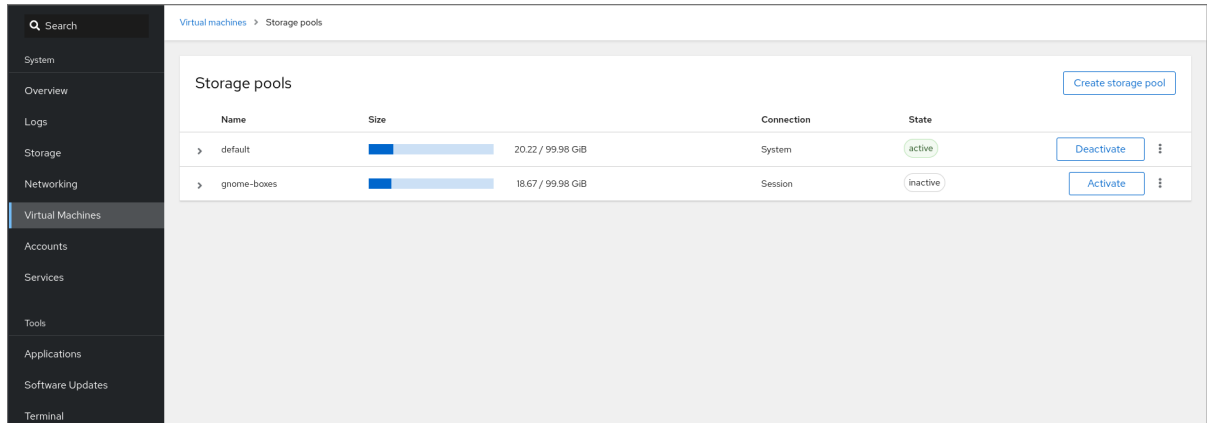 Search
System
Overview
Logs
Storage
Networking
Virtual Machines
Accounts
Services
Tools
Applications
Software Updates
Terminal
Virtual machines > Storage pools
Storage pools
Create storage pool
Name Size Connection State
default 20.22 / 99.98 GiB System active Deactivate
gnome-boxes 18.67 / 99.98 GiB Session inactive Activate